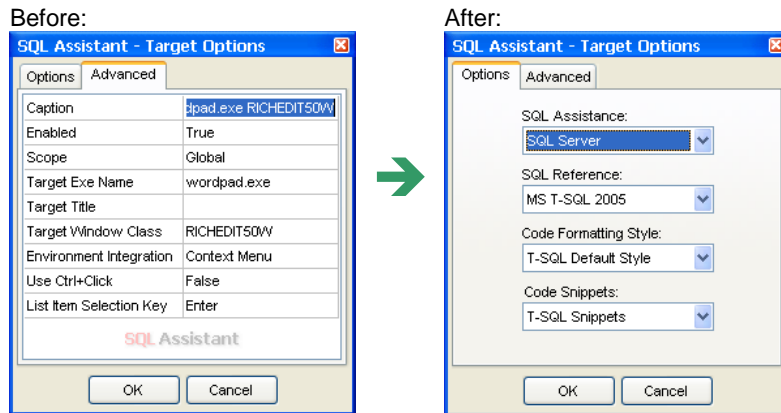 Before:
SQL Assistant - Target Options
Options Advanced
Caption dpad.exe RICHEDIT50W
Enabled True
Scope Global
Target Exe Name wordpad.exe
Target Title
Target Window Class RICHEDIT50W
Environment Integration Context Menu
Use Ctrl+Click False
List Item Selection Key Enter
SQL Assistant
OK Cancel
After:
SQL Assistant - Target Options
Options Advanced
SQL Assistance:
SQL Server
SQL Reference:
MS T-SQL 2005
Code Formatting Style:
T-SQL Default Style
Code Snippets:
T-SQL Snippets
OK Cancel